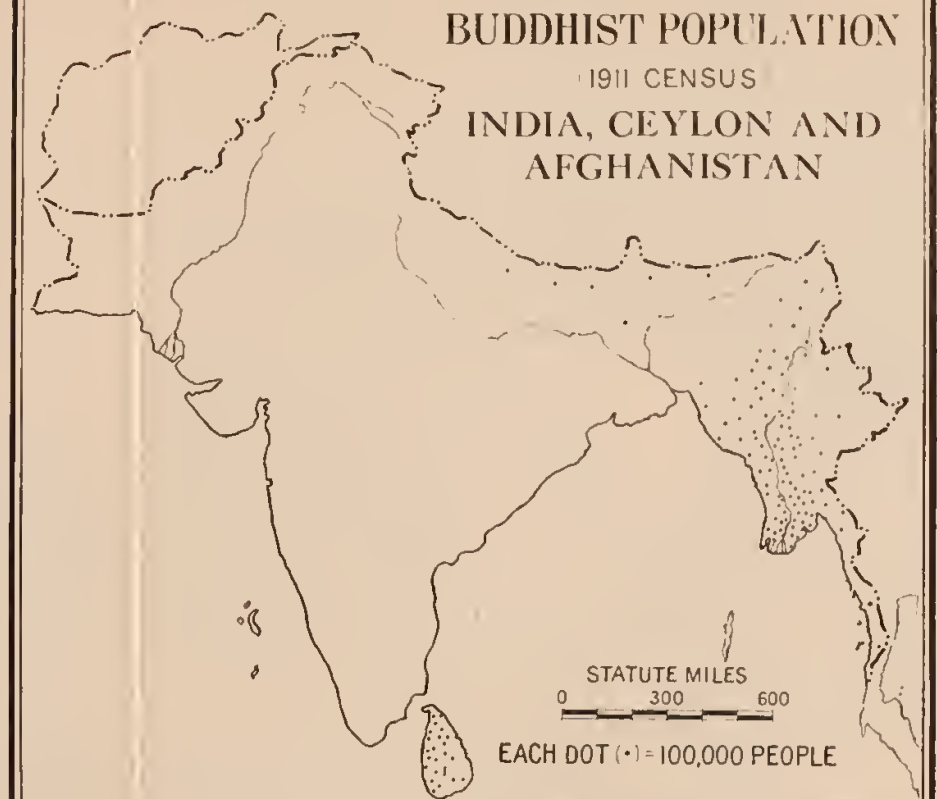 BUDDHIST POPULATION
1911 CENSUS
INDIA, CEYLON AND
AFGHANISTAN
STATUTE MILES
0 300 600
EACH DOT (•) = 100,000 PEOPLE